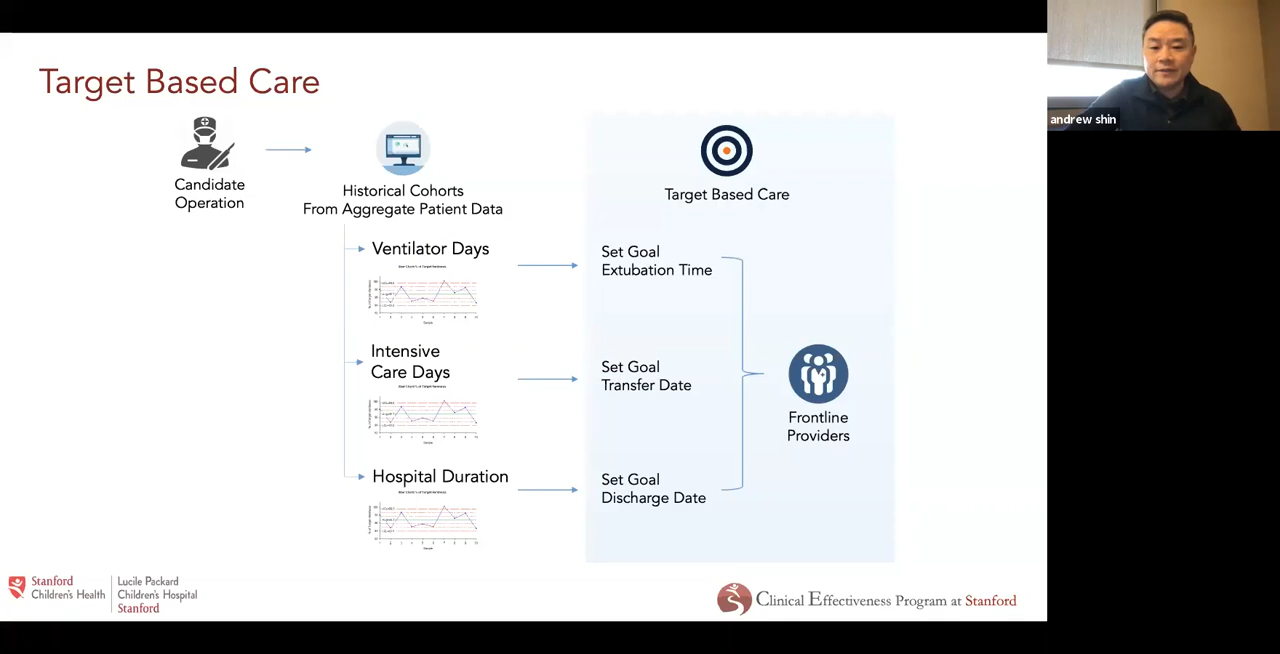 Target Based Care
andrew shin
Candidate
Operation
Historical Cohorts
From Aggregate Patient Data
Target Based Care
Ventilator Days
Set Goal
Extubation Time
Intensive
Care Days
Set Goal
Transfer Date
Frontline
Providers
Hospital Duration
Set Goal
Discharge Date
Stanford
Children's Health
Lucile Packard
Children's Hospital
Stanford
Clinical Effectiveness Program at Stanford